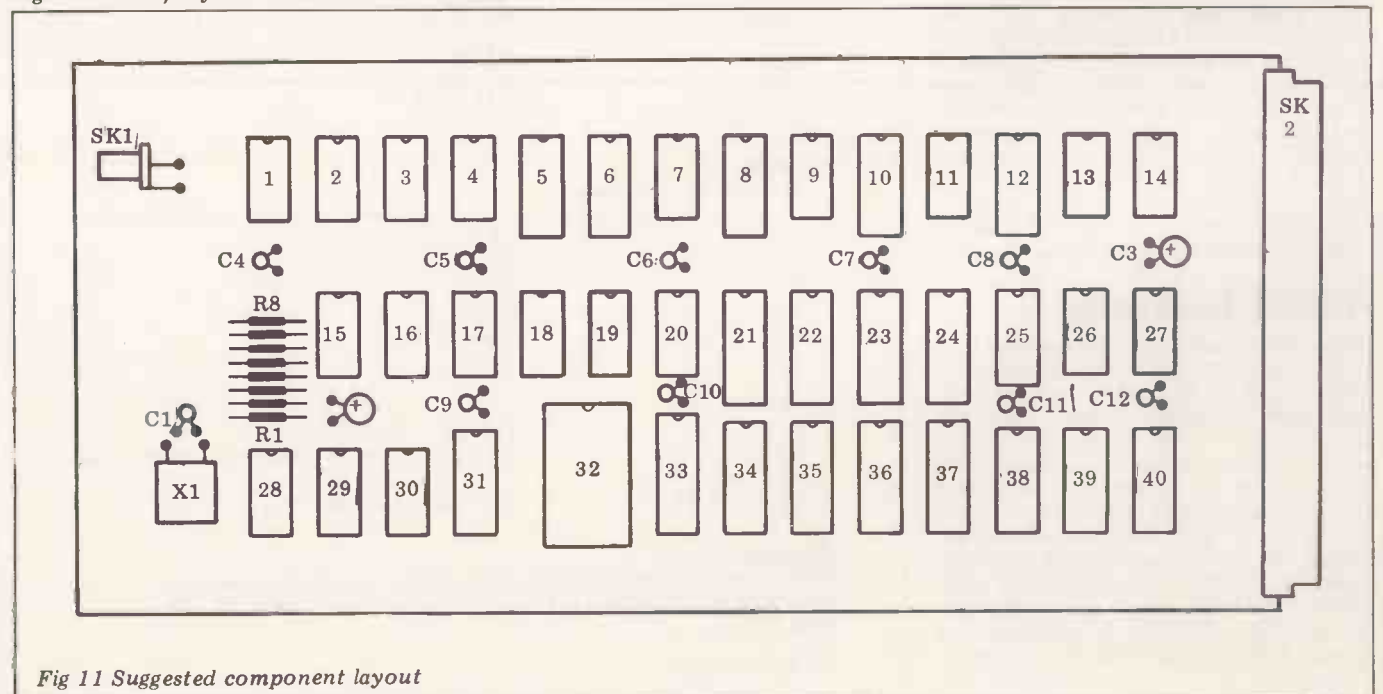 SK1
SK
2
1 2 3 4 5 6 7 8 9 10 11 12 13 14
C4 C5 C6 C7 C8 C3
R8
15 16 17 18 19 20 21 22 23 24 25 26 27
C1 C9 C10 C11 C12
R1
X1 28 29 30 31 32 33 34 35 36 37 38 39 40
Fig 11 Suggested component layout